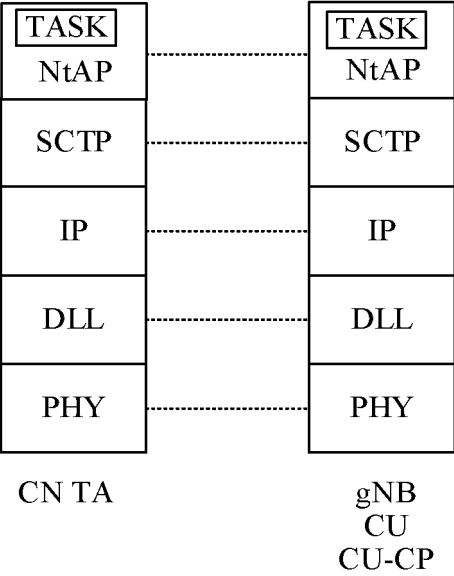 TASK
NtAP
SCTP
IP
DLL
PHY
CN TA
TASK
NtAP
SCTP
IP
DLL
PHY
gNB
CU
CU-CP